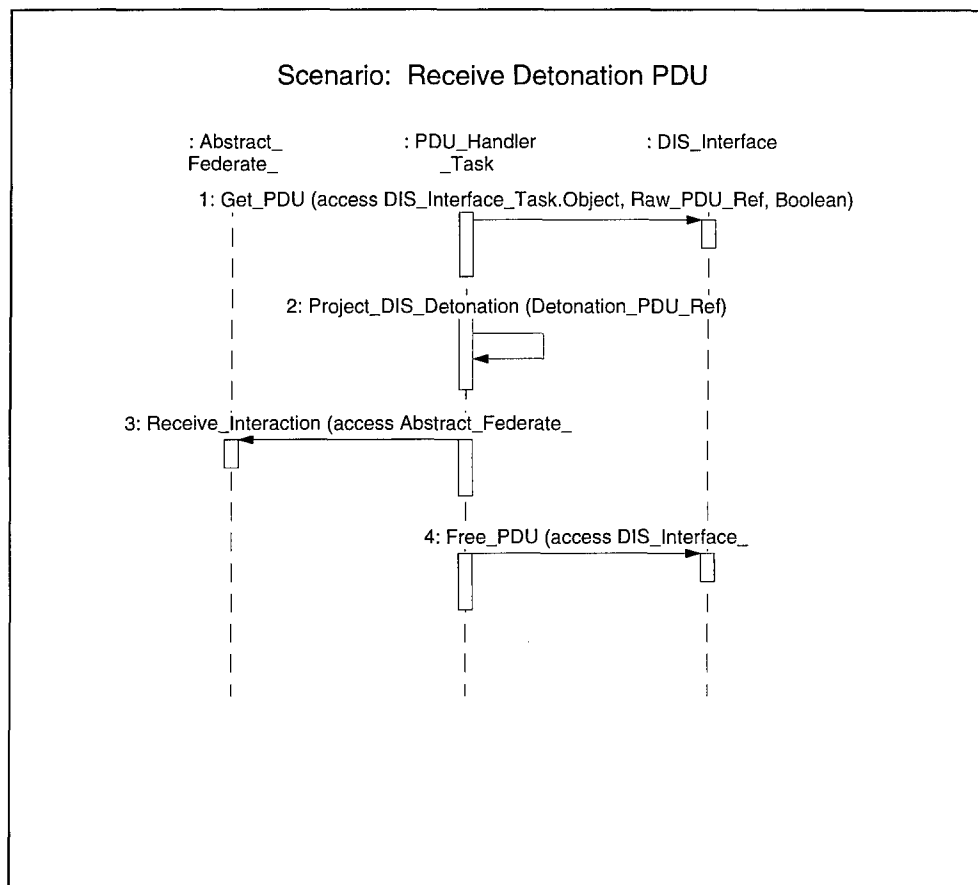 Scenario: Receive Detonation PDU
: Abstract_
Federate_
: PDU_Handler
_Task
: DIS_Interface
1: Get_PDU (access DIS_Interface_Task.Object, Raw_PDU_Ref, Boolean)
2: Project_DIS_Detonation (Detonation_PDU_Ref)
3: Receive_Interaction (access Abstract_Federate_
4: Free_PDU (access DIS_Interface_